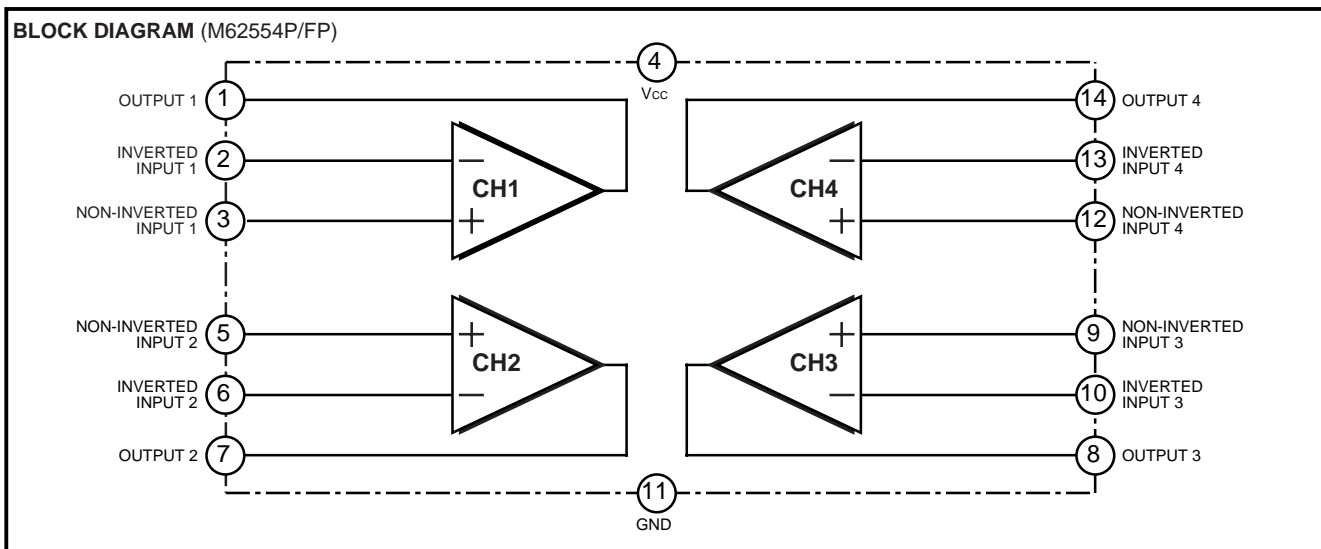 BLOCK DIAGRAM (M62554P/FP)
4
Vcc
OUTPUT 1
1
14
OUTPUT 4
INVERTED
INPUT 1
2
−
−
13
INVERTED
INPUT 4
CH1
CH4
NON-INVERTED
INPUT 1
3
+
+
12
NON-INVERTED
INPUT 4
NON-INVERTED
INPUT 2
5
+
+
9
NON-INVERTED
INPUT 3
CH2
CH3
INVERTED
INPUT 2
6
−
−
10
INVERTED
INPUT 3
OUTPUT 2
7
8
OUTPUT 3
11
GND